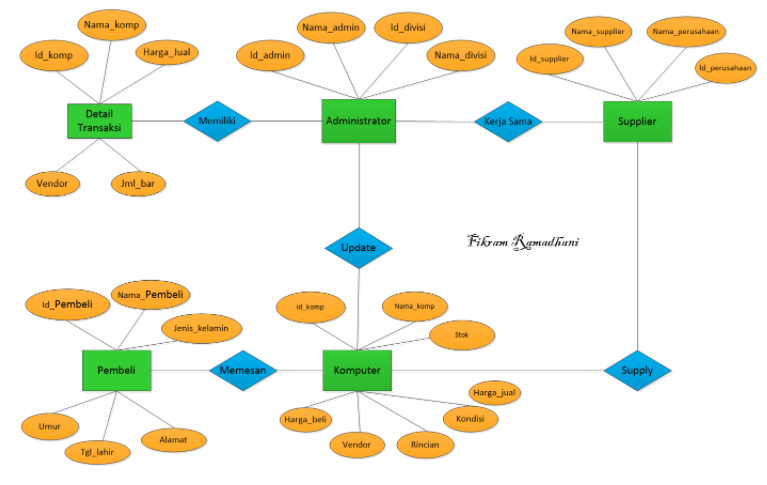 Nama_komp
Id_komp
Harga_Jual
Detail
Transaksi
Vendor
Jml_bar
Memiliki
Nama_admin
Id_divisi
Id_admin
Nama_divisi
Administrator
Kerja Sama
Nama_supplier
Nama_perusahaan
Id_supplier
Id_perusahaan
Supplier
Update
Fikram Ramadhani
Id_Pembeli
Nama_Pembeli
Jenis_kelamin
Pembeli
Umur
Tgl_lahir
Alamat
Memesan
Id_komp
Nama_komp
Stok
Komputer
Harga_jual
Harga_beli
Kondisi
Vendor
Rincian
Supply